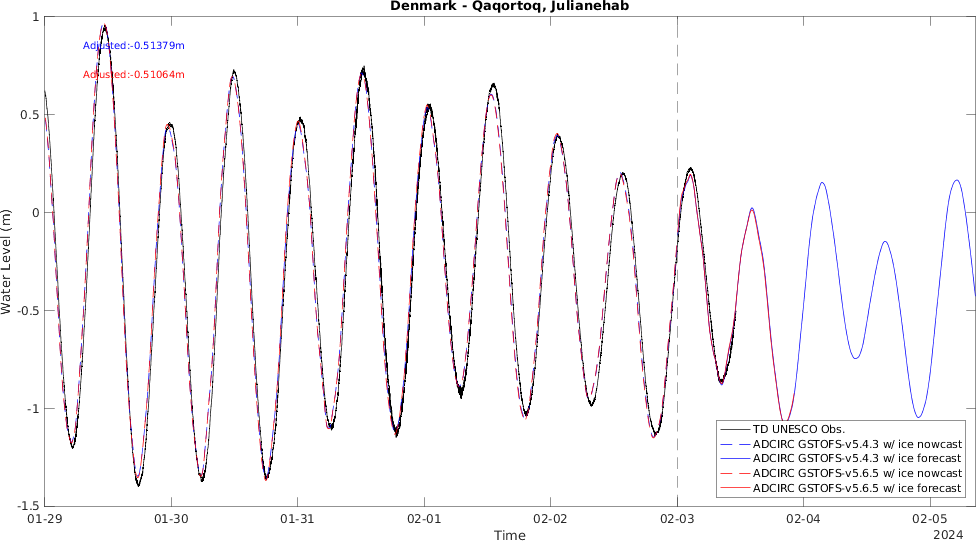 Denmark - Qaqortoq, Julianehab
1
0.5
0
-0.5
-1
-1.5
Water Level (m)
Adjusted:-0.51379m
Adjusted:-0.51064m
TD UNESCO Obs.
ADCIRC GSTOFS-v5.4.3 w/ ice nowcast
ADCIRC GSTOFS-v5.4.3 w/ ice forecast
ADCIRC GSTOFS-v5.6.5 w/ ice nowcast
ADCIRC GSTOFS-v5.6.5 w/ ice forecast
01-29 01-30 01-31 02-01 02-02 02-03 02-04 02-05
Time
2024